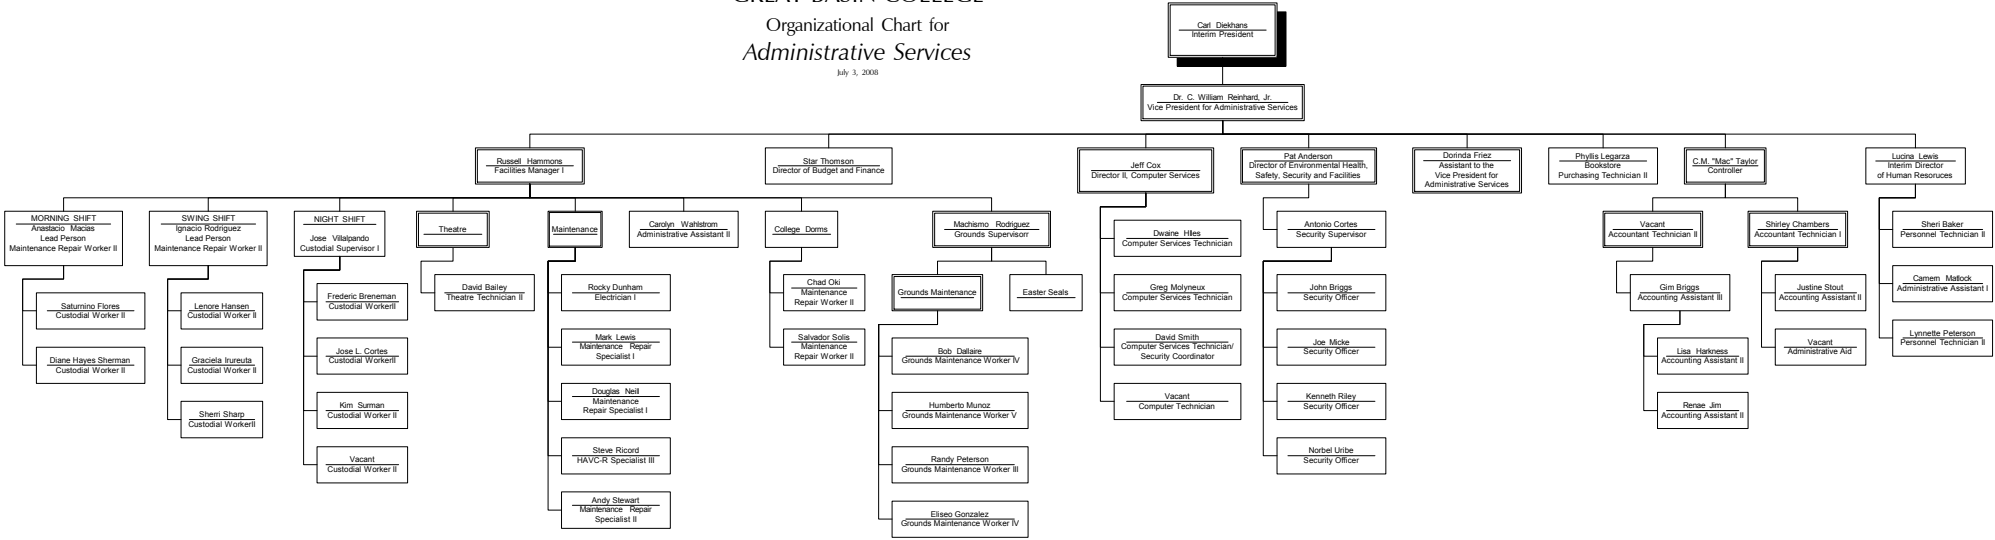 GREAT BASIN COLLEGE
Organizational Chart for
Administrative Services
July 3, 2008
Carl Diekhans
Interim President
Dr. C. William Reinhard, Jr.
Vice President for Administrative Services
Russell Hammons
Facilities Manager I
Star Thomson
Director of Budget and Finance
Jeff Cox
Director II, Computer Services
Pat Anderson
Director of Environmental Health,
Safety, Security and Facilities
Dorinda Friez
Assistant to the
Vice President for
Administrative Services
Phyllis Legarza
Bookstore
Purchasing Technician II
C.M. "Mac" Taylor
Controller
Lucina Lewis
Interim Director
of Human Resoruces
MORNING SHIFT
Anastacio Macias
Lead Person
Maintenance Repair Worker II
SWING SHIFT
Ignacio Rodriguez
Lead Person
Maintenance Repair Worker II
NIGHT SHIFT
Jose Villalpando
Custodial Supervisor I
Theatre
Maintenance
Carolyn Wahlstrom
Administrative Assistant II
College Dorms
Machismo Rodriguez
Grounds Supervisorr
Saturnino Flores
Custodial Worker II
Diane Hayes Sherman
Custodial Worker II
Lenore Hansen
Custodial Worker II
Graciela Irureuta
Custodial Worker II
Sherri Sharp
Custodial WorkerII
Frederic Breneman
Custodial WorkerII
Jose L. Cortes
Custodial WorkerII
Kim Surman
Custodial Worker II
Vacant
Custodial Worker II
David Bailey
Theatre Technician II
Rocky Dunham
Electrician I
Mark Lewis
Maintenance Repair
Specialist I
Douglas Neill
Maintenance
Repair Specialist I
Steve Ricord
HAVC-R Specialist III
Andy Stewart
Maintenance Repair
Specialist II
Chad Oki
Maintenance
Repair Worker II
Salvador Solis
Maintenance
Repair Worker II
Grounds Maintenance
Easter Seals
Bob Dallaire
Grounds Maintenance Worker IV
Humberto Munoz
Grounds Maintenance Worker V
Randy Peterson
Grounds Maintenance Worker III
Eliseo Gonzalez
Grounds Maintenance Worker IV
Dwaine Hiles
Computer Services Technician
Greg Molyneux
Computer Services Technician
David Smith
Computer Services Technician/
Security Coordinator
Vacant
Computer Technician
Antonio Cortes
Security Supervisor
John Briggs
Security Officer
Joe Micke
Security Officer
Kenneth Riley
Security Officer
Norbel Uribe
Security Officer
Vacant
Accountant Technician II
Gim Briggs
Accounting Assistant III
Lisa Harkness
Accounting Assistant II
Renae Jim
Accounting Assistant II
Shirley Chambers
Accountant Technician I
Justine Stout
Accounting Assistant II
Vacant
Administrative Aid
Sheri Baker
Personnel Technician II
Camern Matlock
Administrative Assistant I
Lynnette Peterson
Personnel Technician II